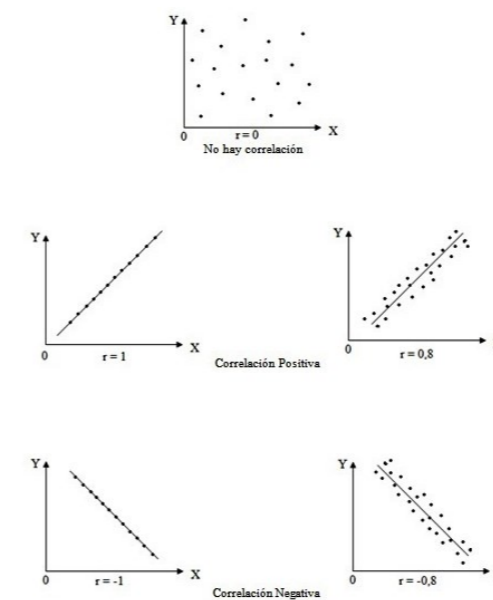 Y
0
r = 0
X
No hay correlación
Y
0
r = 1
X
Y
0
r = 0,8
Correlación Positiva
Y
0
r = -1
X
Y
0
r = -0,8
Correlación Negativa